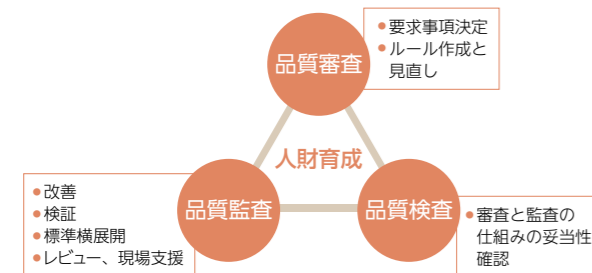 品質審査
●要求事項決定
●ルール作成と
見直し
人財育成
品質監査
●改善
●検証
●標準横展開
●レビュー、現場支援
品質検査
●審査と監査の
仕組みの妥当性
確認